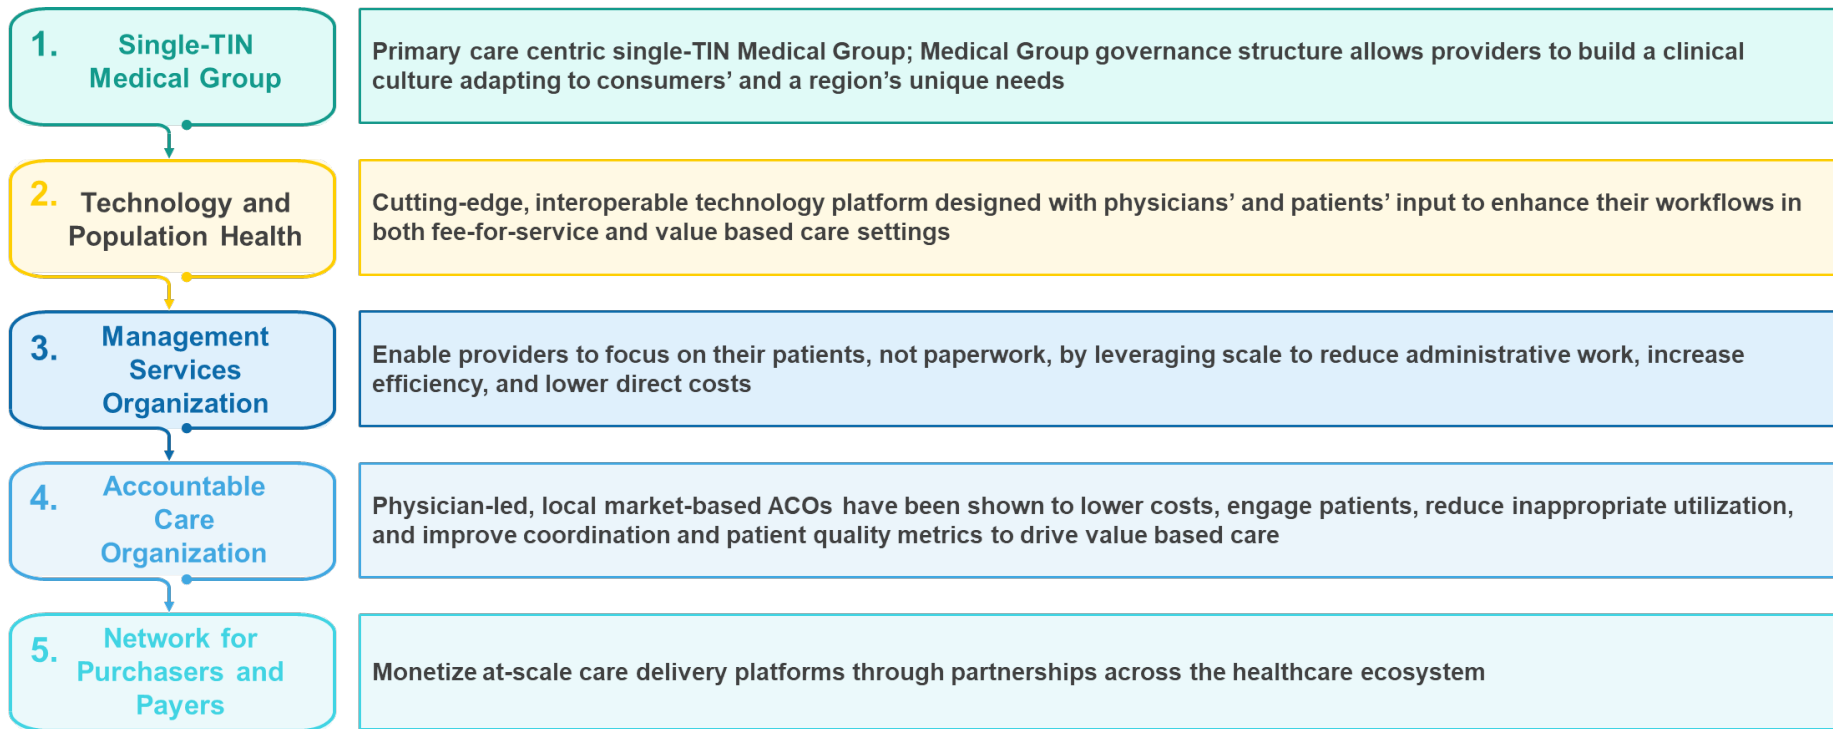 1.
Single-TIN
Medical Group
Primary care centric single-TIN Medical Group; Medical Group governance structure allows providers to build a clinical
culture adapting to consumers’ and a region’s unique needs
2.
Technology and
Population Health
Cutting-edge, interoperable technology platform designed with physicians’ and patients’ input to enhance their workflows in
both fee-for-service and value based care settings
3.
Management
Services
Organization
Enable providers to focus on their patients, not paperwork, by leveraging scale to reduce administrative work, increase
efficiency, and lower direct costs
4.
Accountable
Care
Organization
Physician-led, local market-based ACOs have been shown to lower costs, engage patients, reduce inappropriate utilization,
and improve coordination and patient quality metrics to drive value based care
5.
Network for
Purchasers and
Payers
Monetize at-scale care delivery platforms through partnerships across the healthcare ecosystem